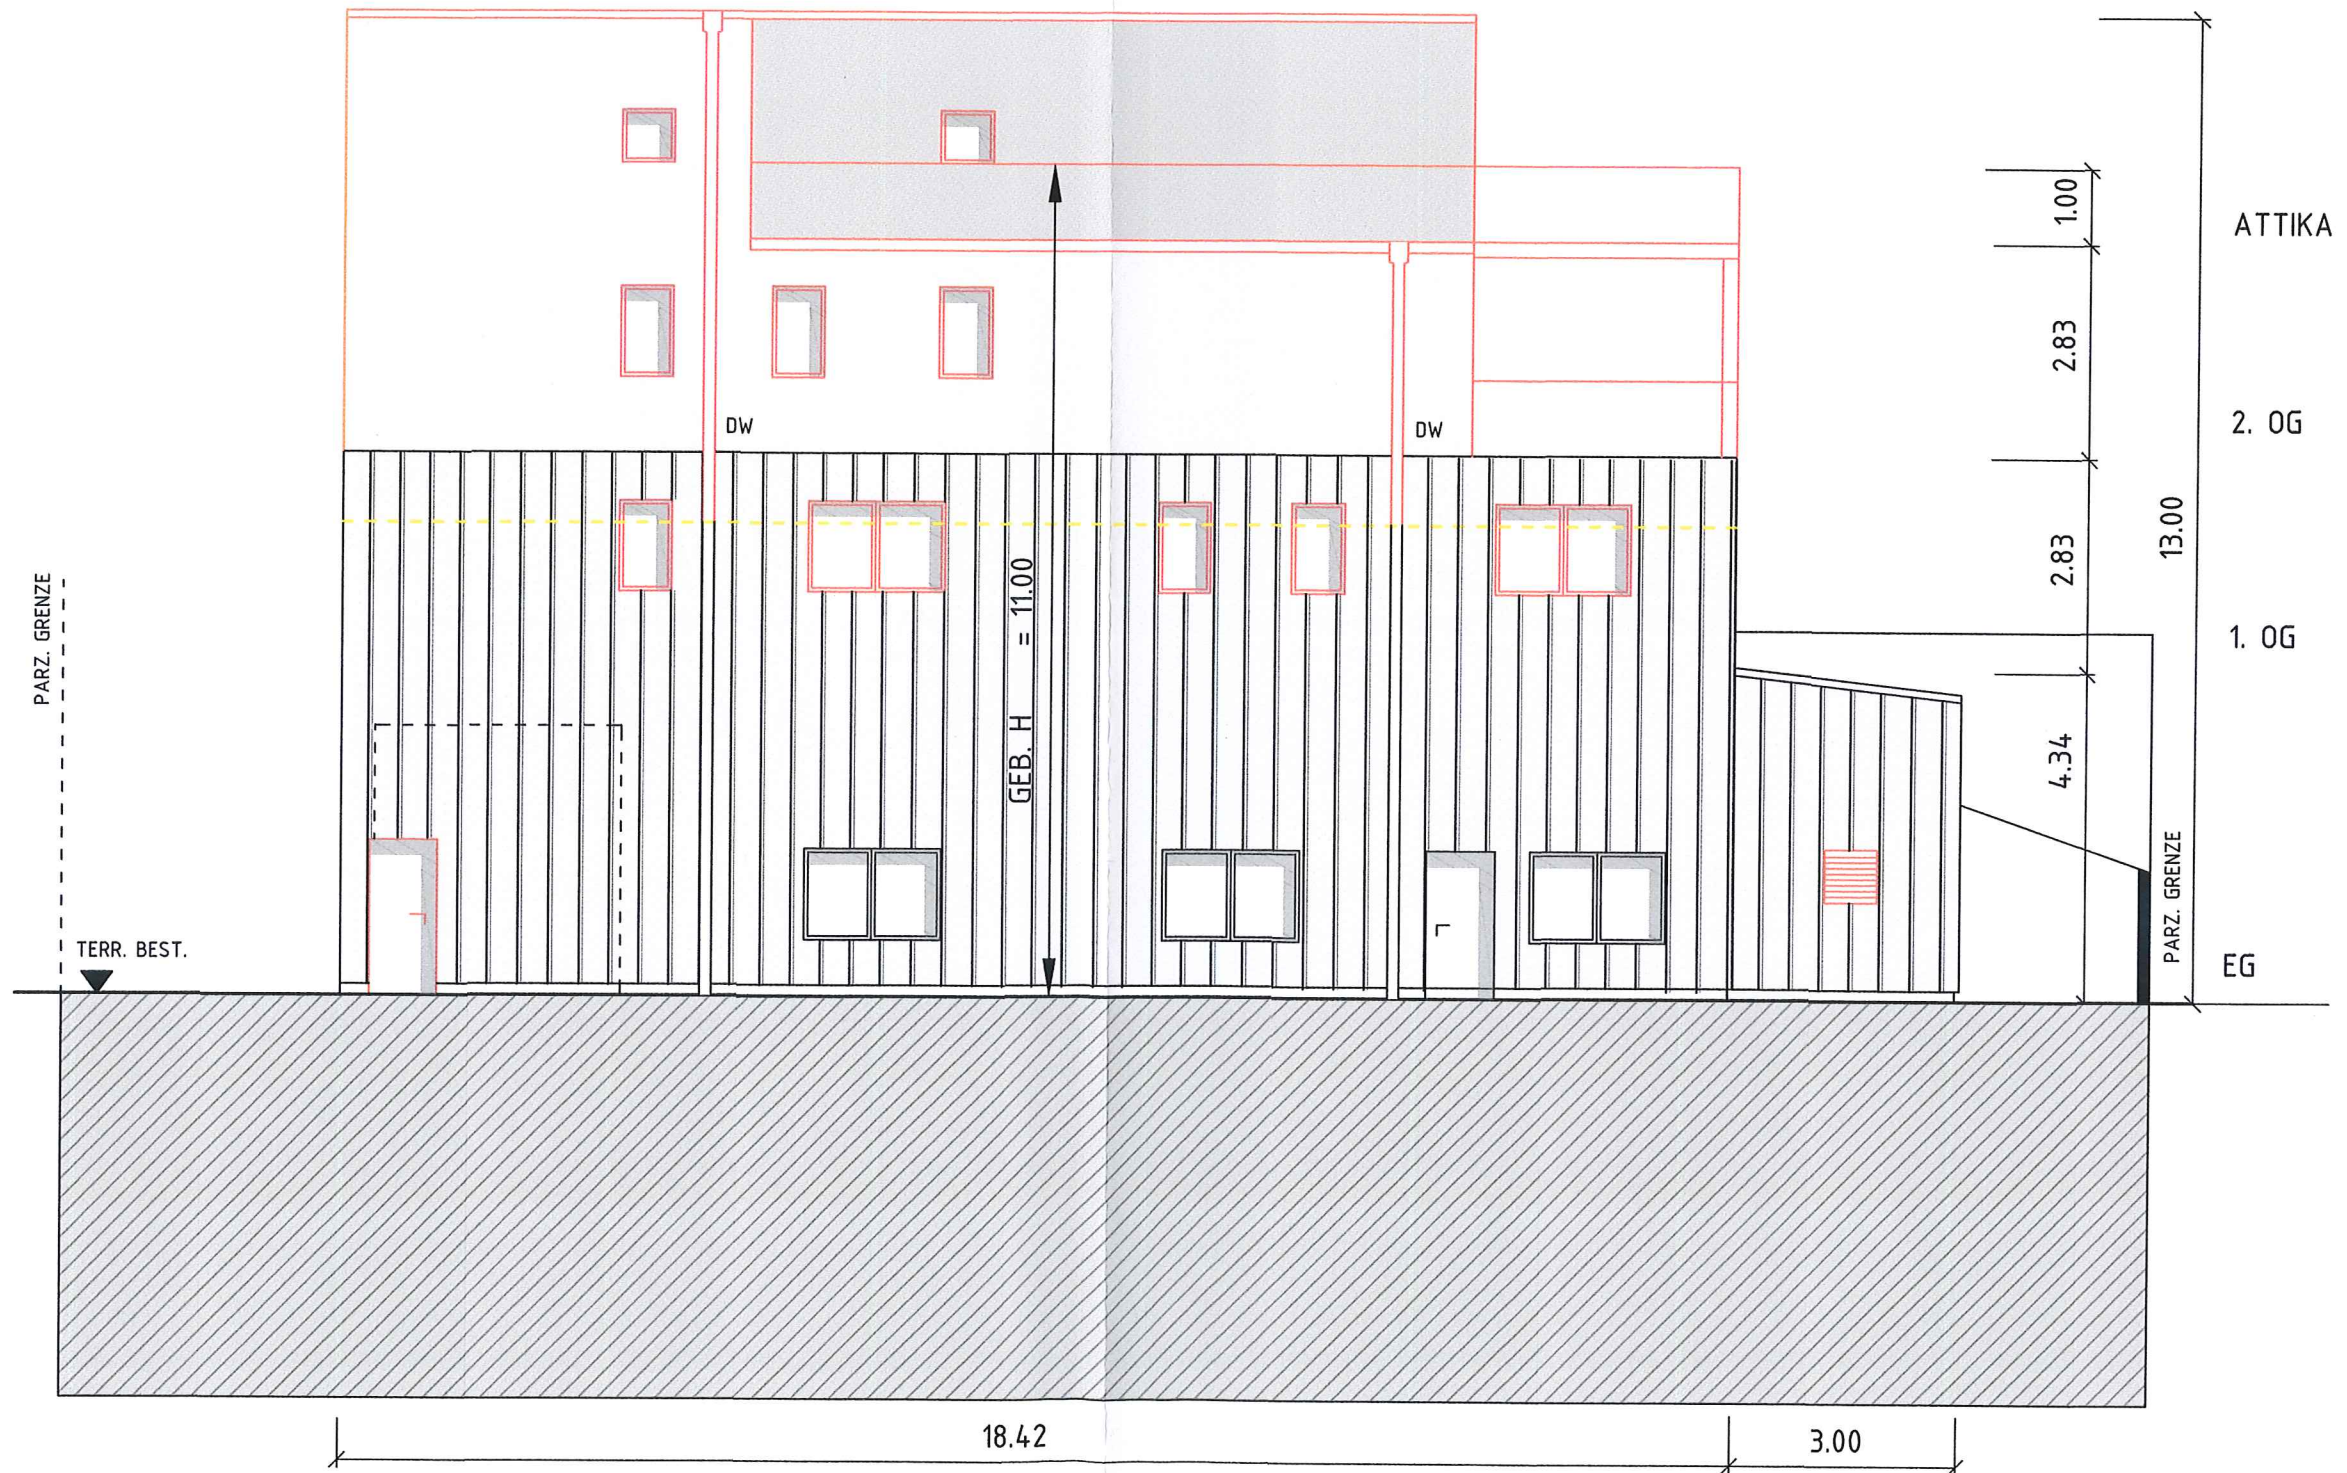 1.00
ATTIKA
2.83
2. OG
DW
DW
13.00
2.83
GEB. H = 11.00
1. OG
PARZ. GRENZE
4.34
PARZ. GRENZE
TERR. BEST.
EG
18.42
3.00